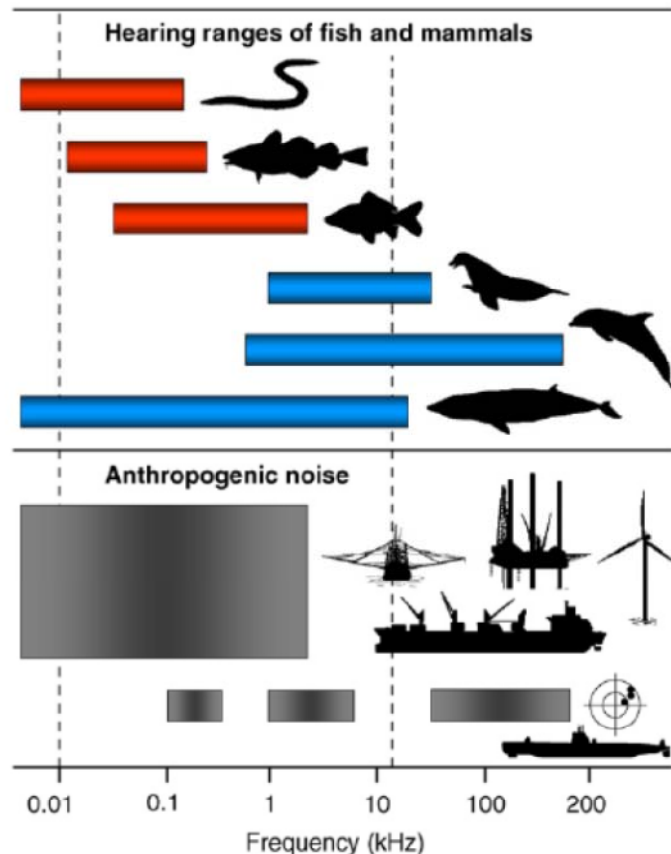 Hearing ranges of fish and mammals
Anthropogenic noise
0.01 0.1 1 10 100 200
Frequency (kHz)